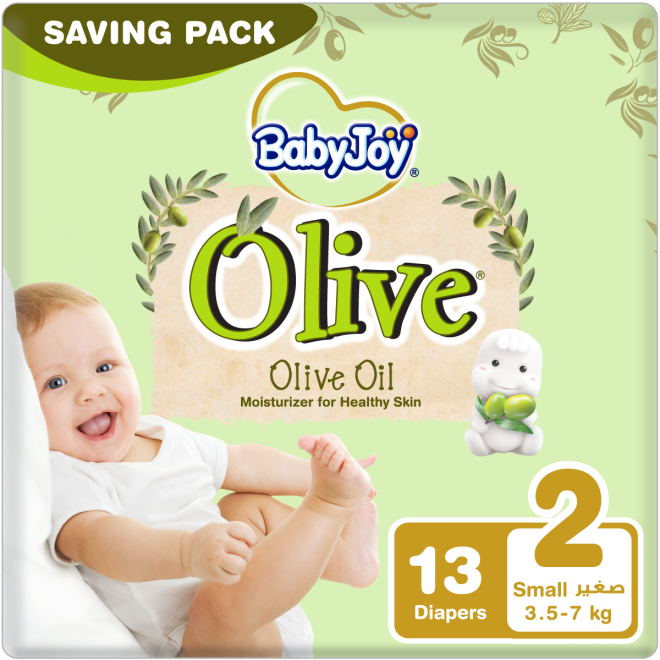 SAVING PACK
BabyJoy®
Olive®
Olive Oil
Moisturizer for Healthy Skin
13
Diapers
2
Small صغير
3.5-7 kg